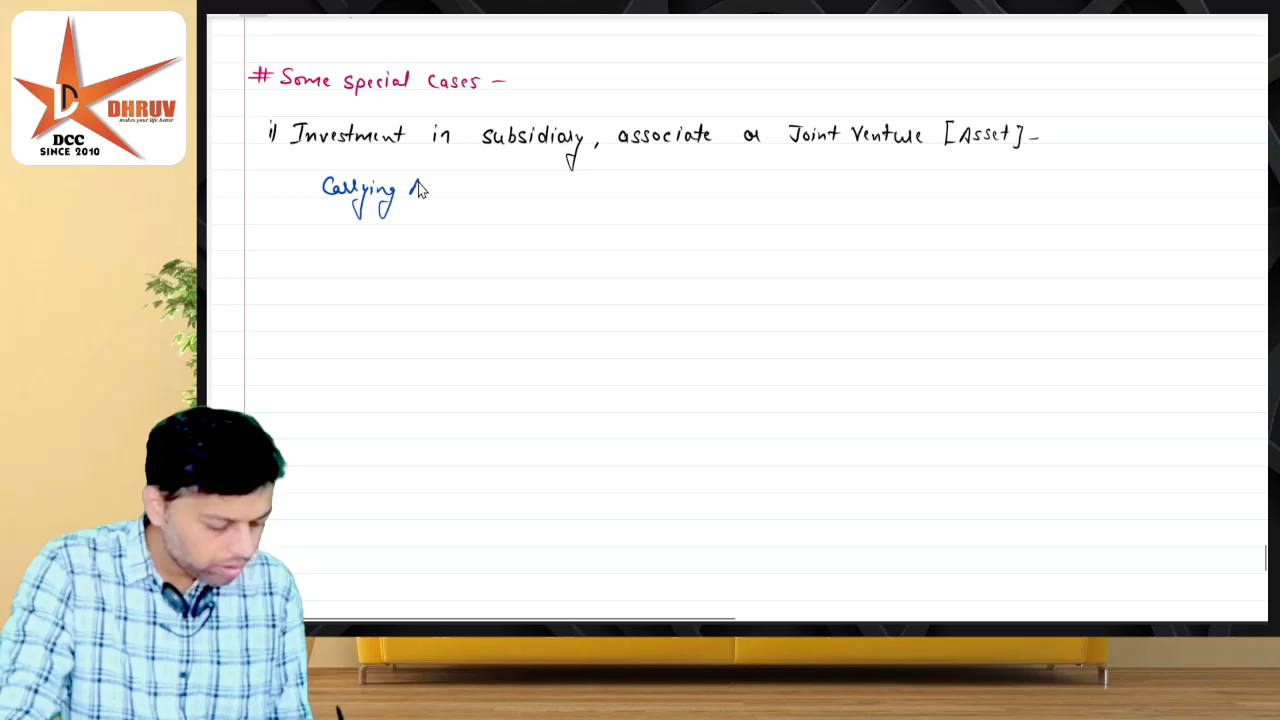 D
DHRUV
makes your life better
DCC
SINCE 2010
# Some special cases -
i) Investment in subsidiary, associate or Joint Venture [Asset] -
Carrying A